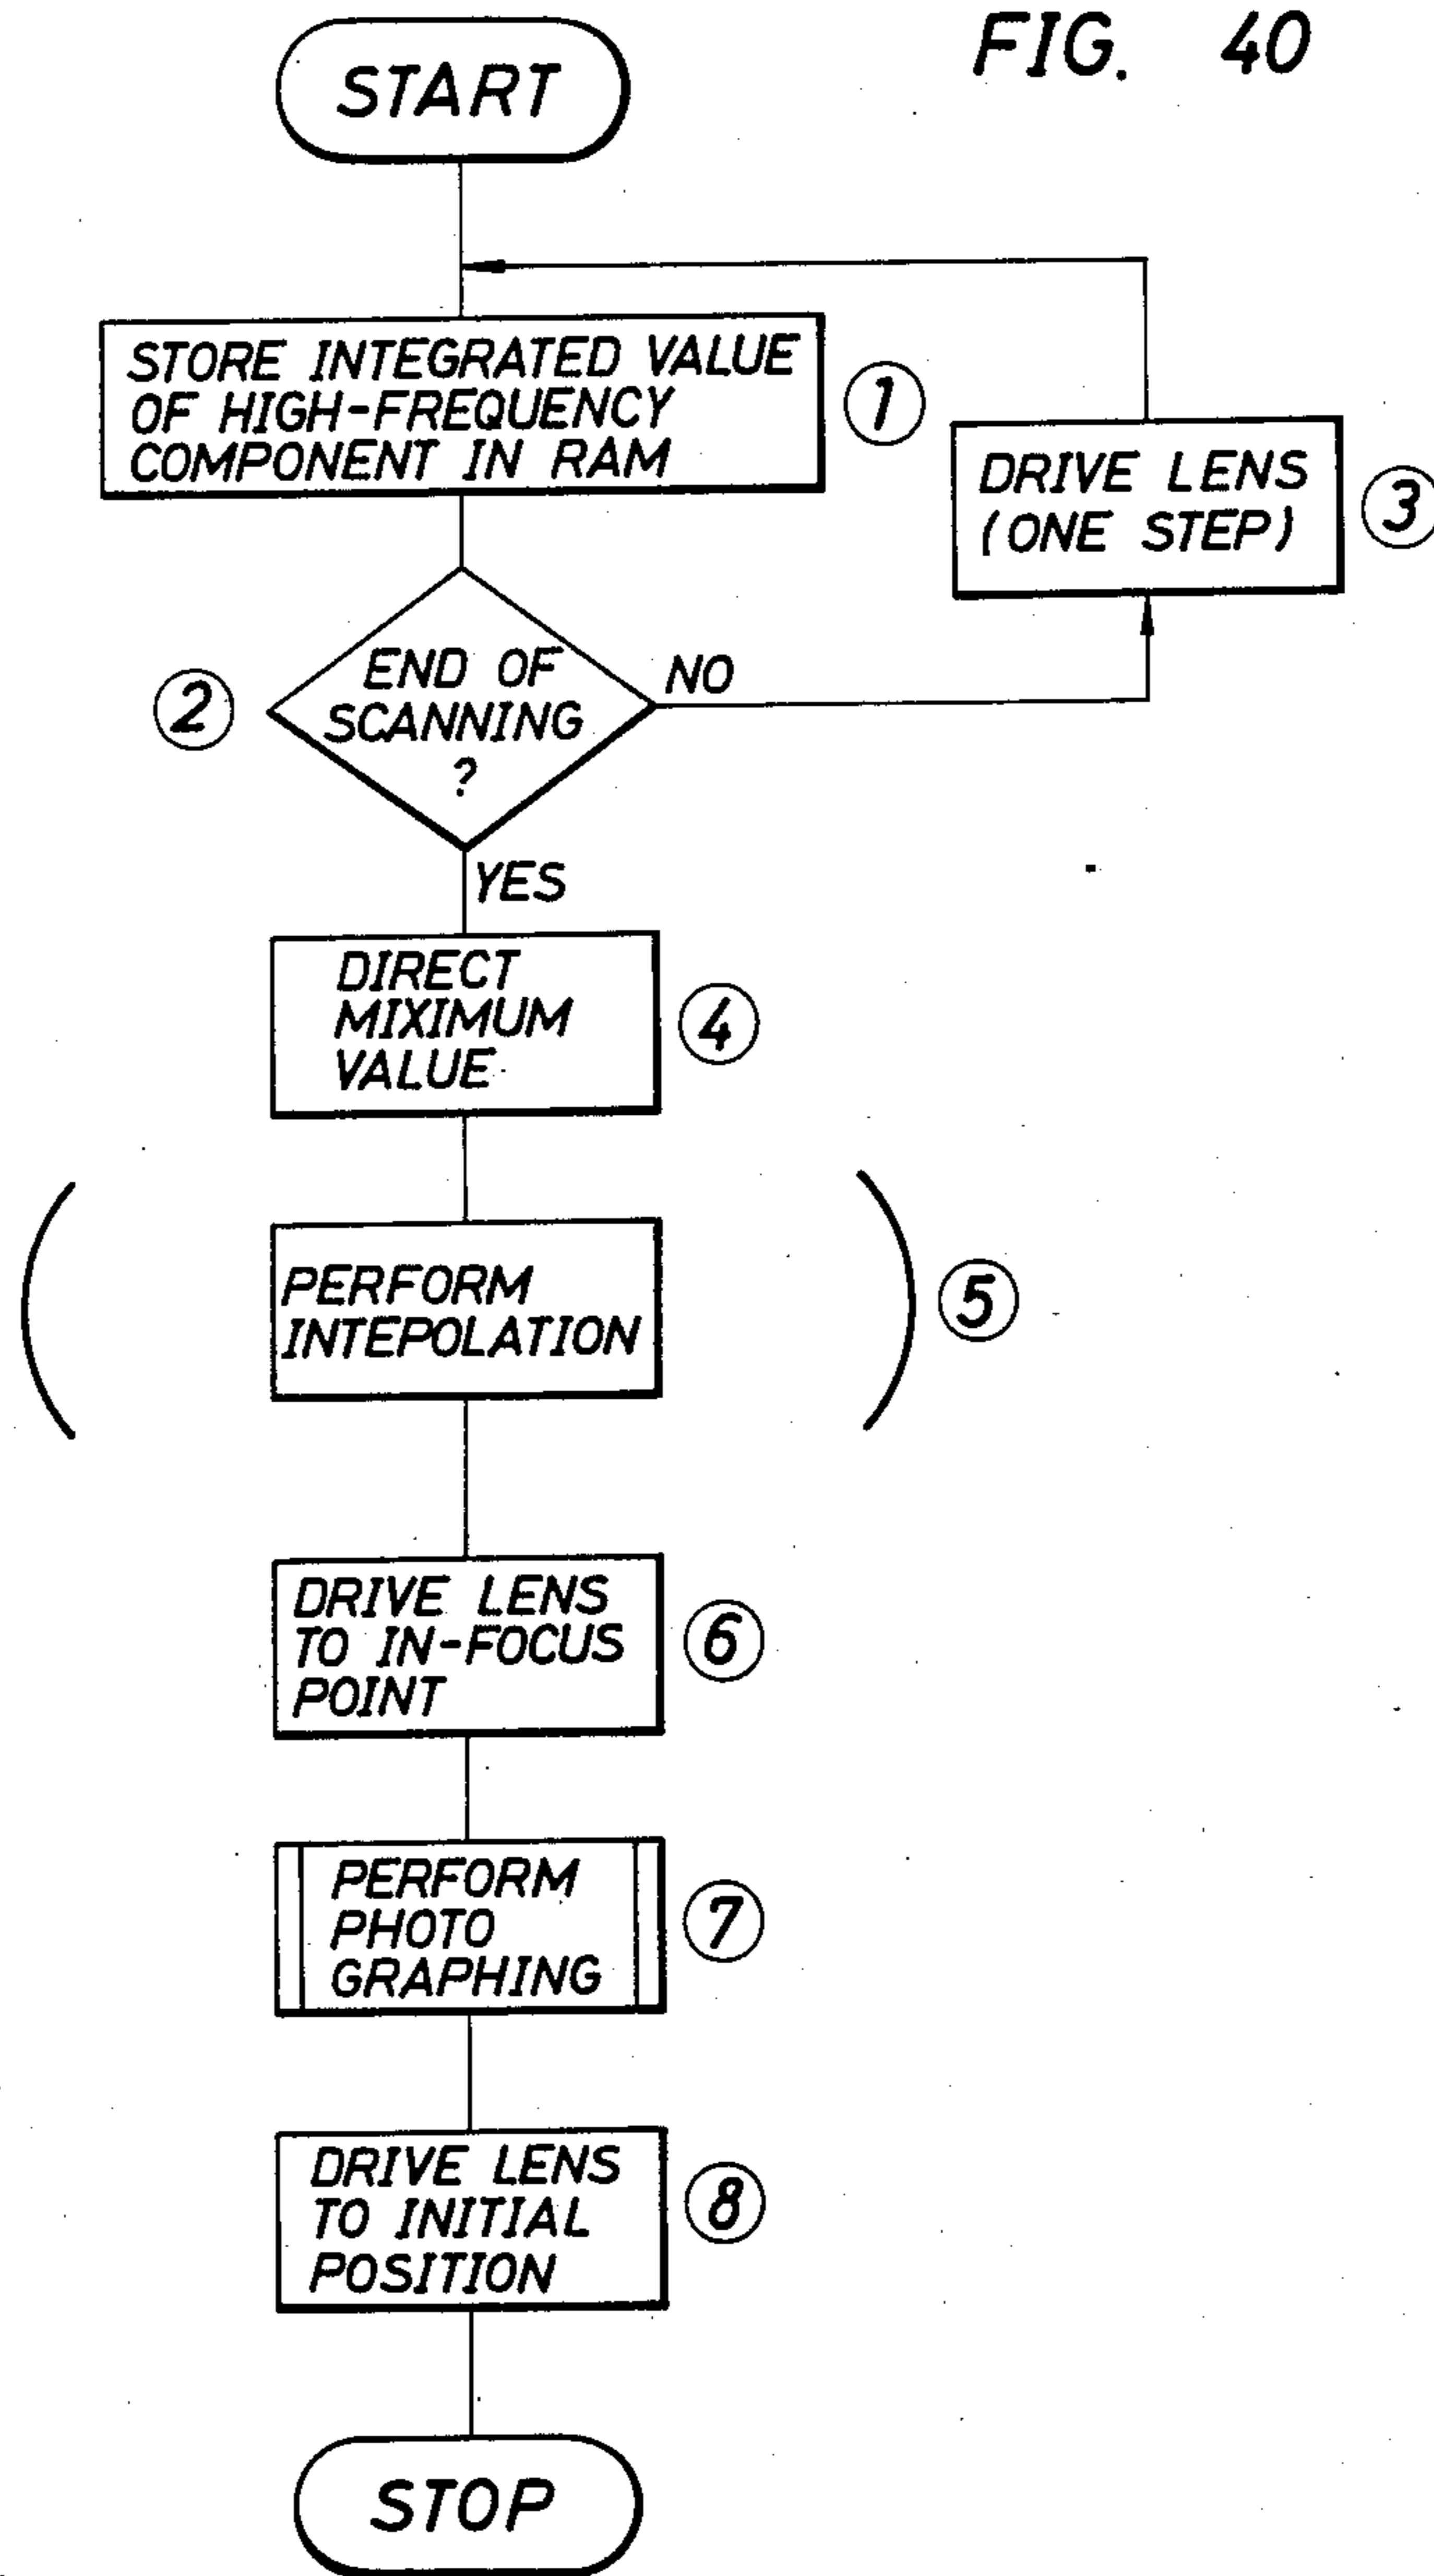 FIG. 40
START
STORE INTEGRATED VALUE
OF HIGH-FREQUENCY
COMPONENT IN RAM
①
DRIVE LENS
(ONE STEP)
③
②
END OF
SCANNING
?
NO
YES
DIRECT
MIXIMUM
VALUE
④
PERFORM
INTEPOLATION
⑤
DRIVE LENS
TO IN-FOCUS
POINT
⑥
PERFORM
PHOTO
GRAPHING
⑦
DRIVE LENS
TO INITIAL
POSITION
⑧
STOP